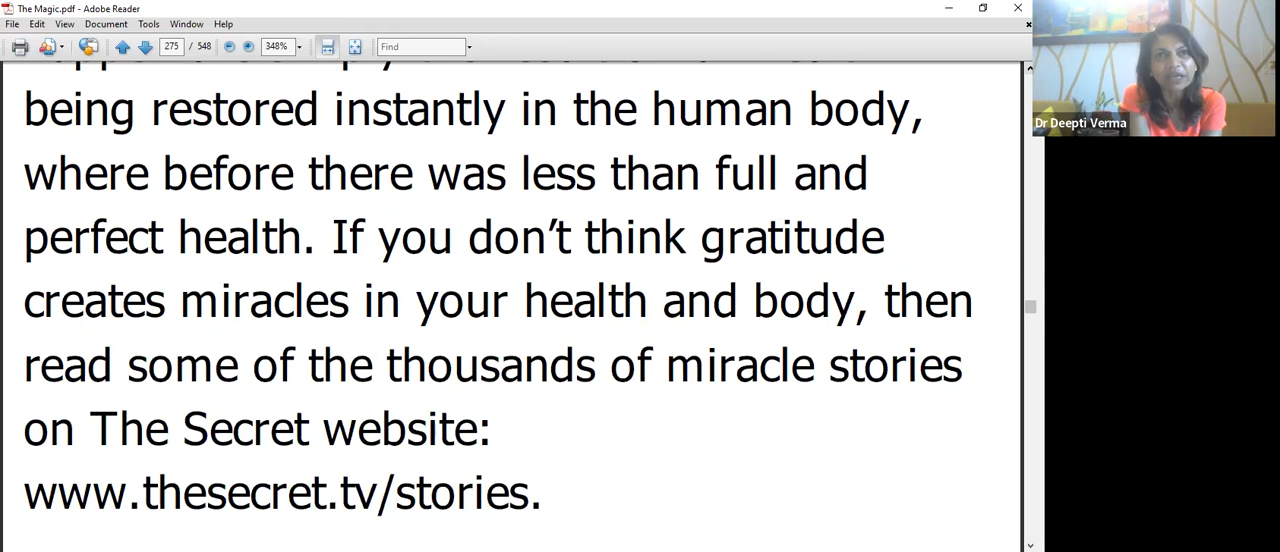 The Magic.pdf - Adobe Reader
File Edit View Document Tools Window Help
275 / 548 348% Find
being restored instantly in the human body,
where before there was less than full and
perfect health. If you don’t think gratitude
creates miracles in your health and body, then
read some of the thousands of miracle stories
on The Secret website:
www.thesecret.tv/stories.
Dr Deepti Verma